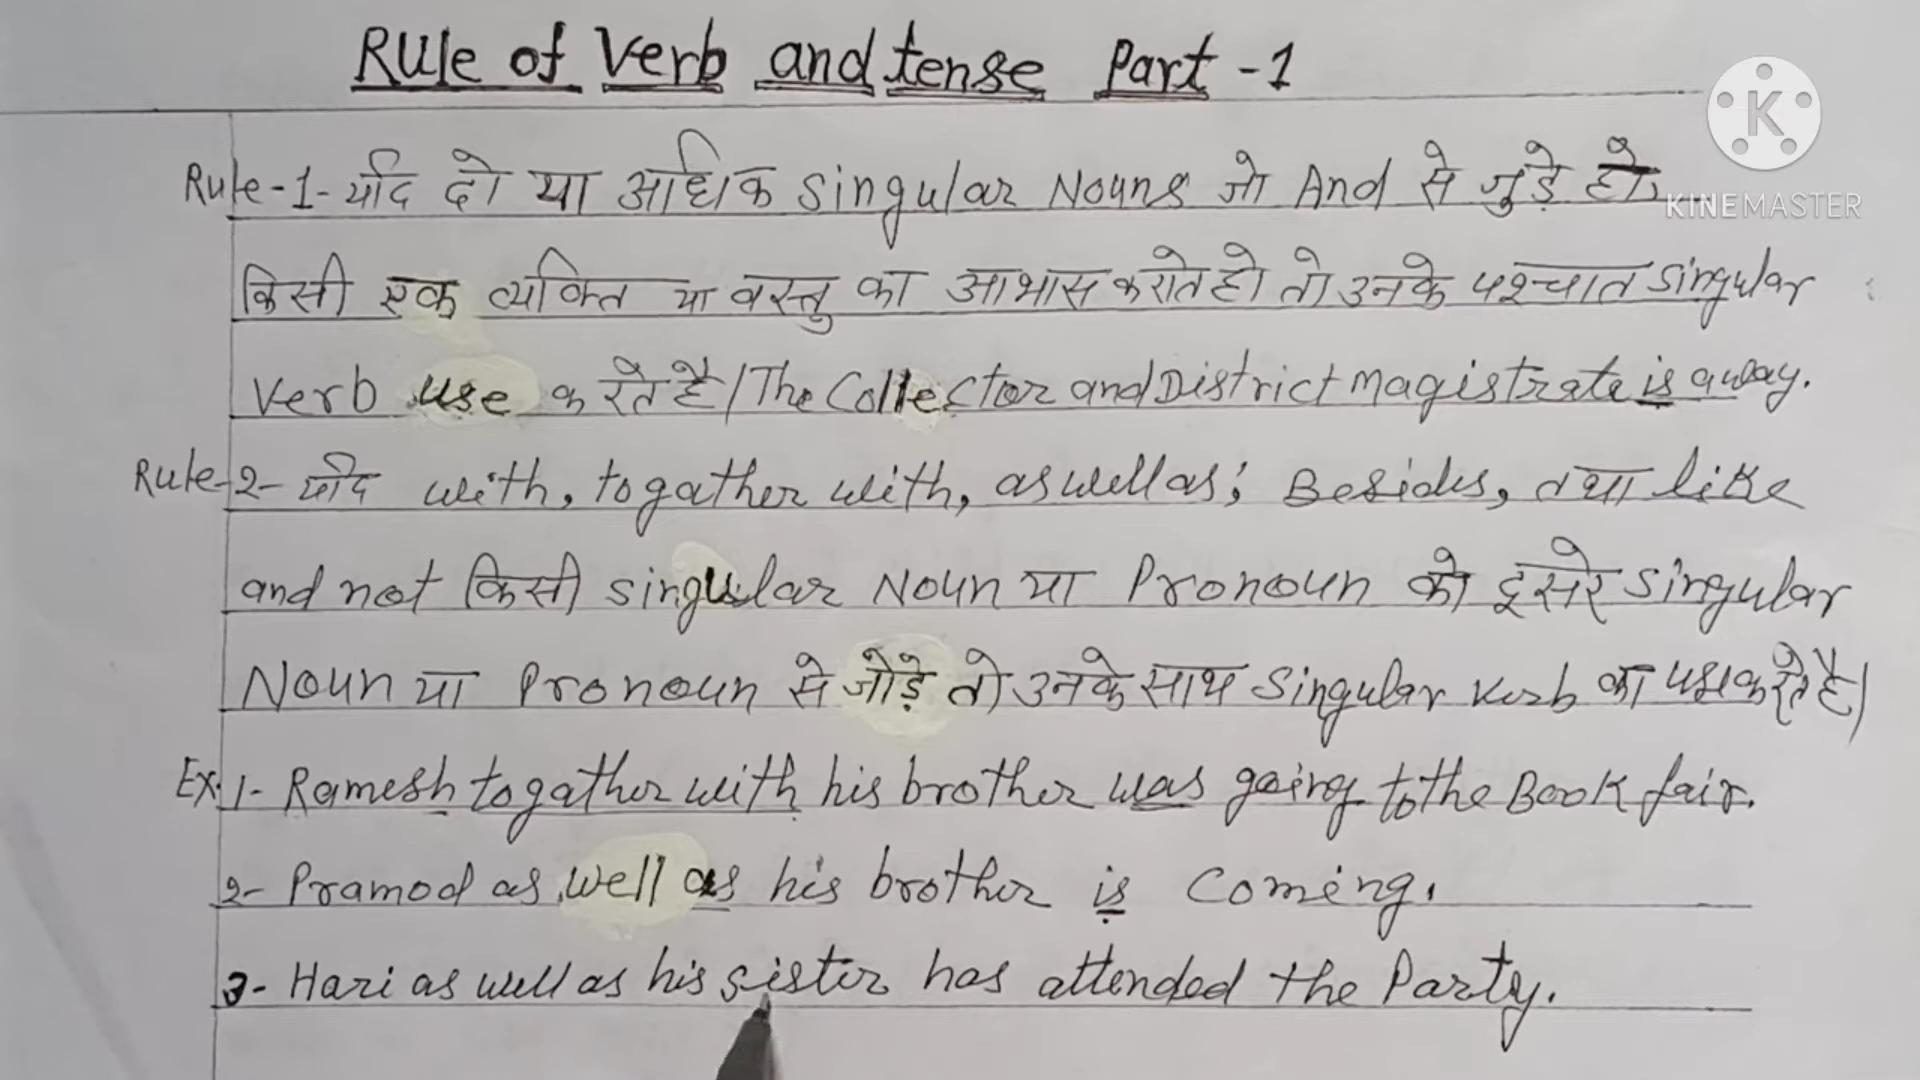 Rule of Verb and tense Part -1
K
KINEMASTER
Rule-1- यदि दो या अधिक Singular Nouns जो And से जुड़े हो,
किसी एक व्यक्ति या वस्तु का आभास कराते हो तो उनके पश्चात Singular
Verb use करते है/The Collector and District Magistrate is away.
Rule-2- यदि with, togather with, as well as; Besides, तथा like
and not किसी singular Noun या Pronoun को दूसरे Singular
Noun या Pronoun से जोड़े तो उनके साथ Singular Verb का use करते है|
Ex. 1- Ramesh togather with his brother was going to the Book fair.
2- Pramod as well as his brother is Coming.
3- Hari as well as his sister has attended the Party.